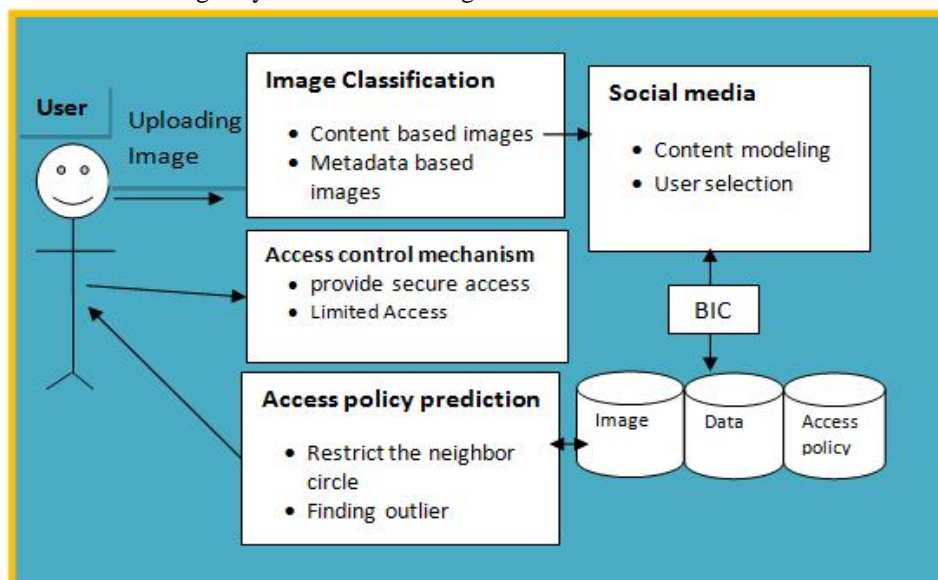 User
Uploading
Image
Image Classification
• Content based images
• Metadata based
images
Social media
• Content modeling
• User selection
Access control mechanism
• provide secure access
• Limited Access
BIC
Access policy prediction
• Restrict the neighbor
circle
• Finding outlier
Image
Data
Access
policy